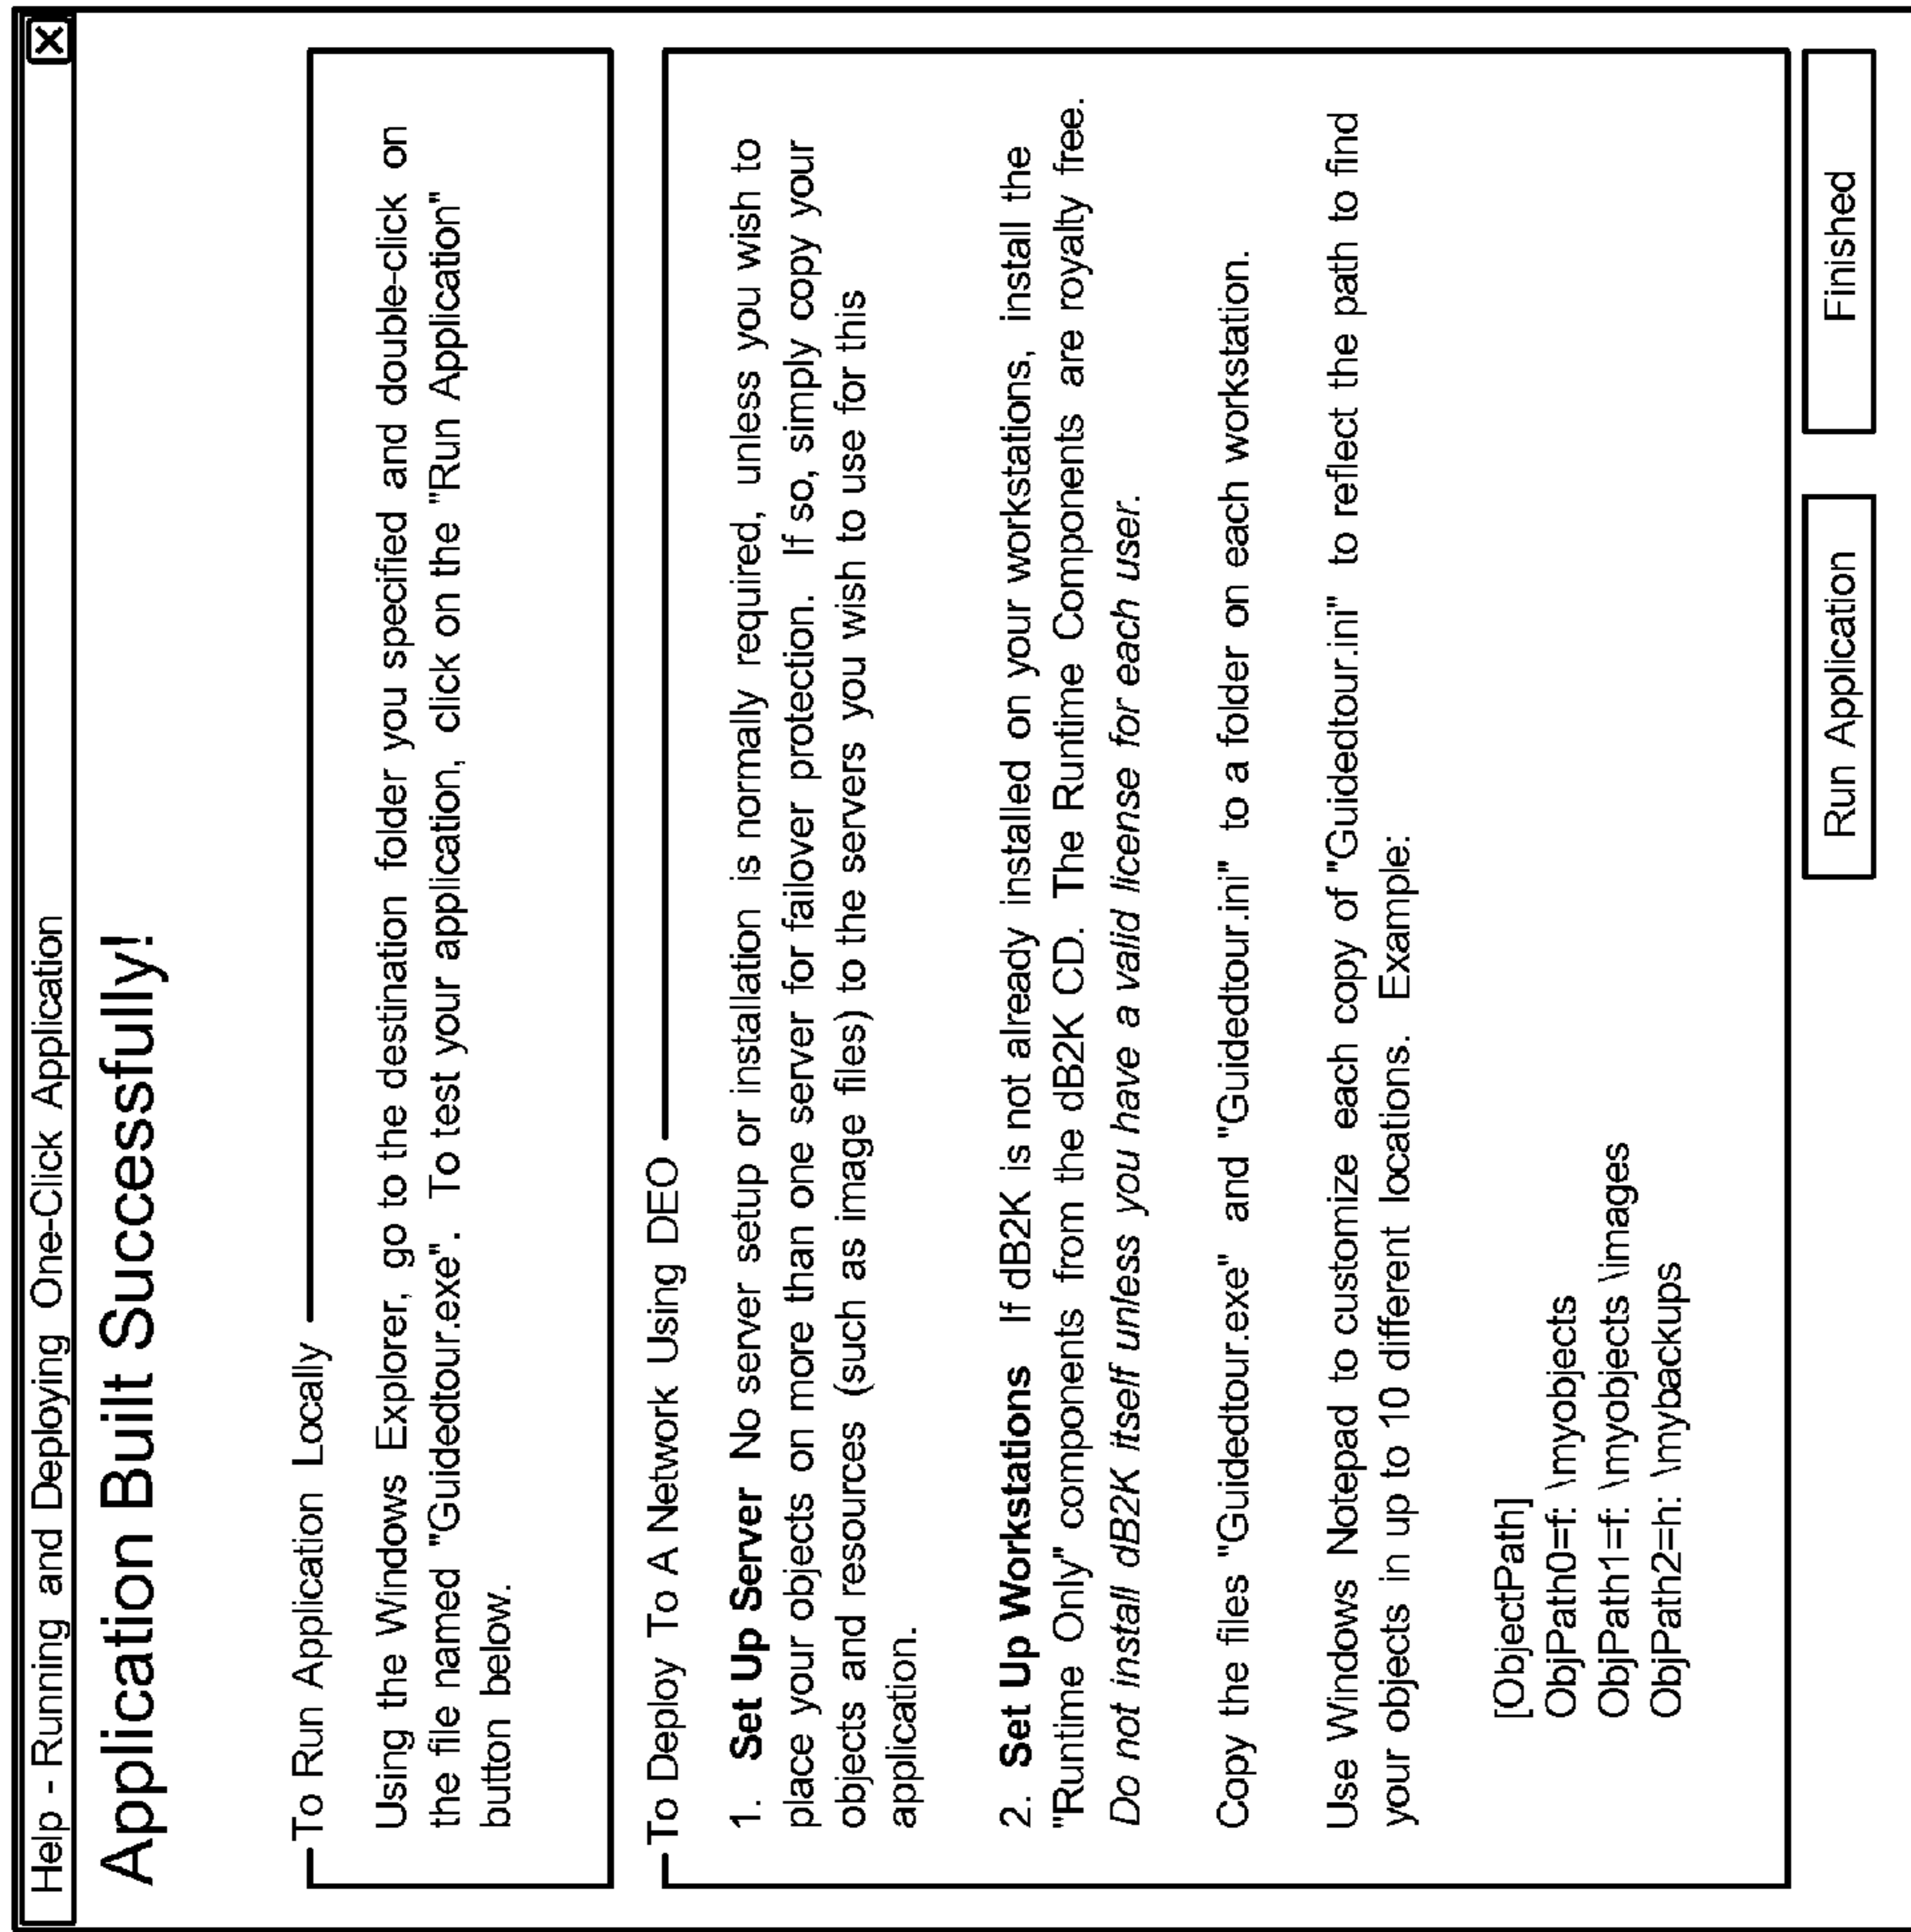 Help - Running and Deploying One-Click Application
Application Built Successfully!
To Run Application Locally
Using the Windows Explorer, go to the destination folder you specified and double-click on
the file named "Guidedtour.exe". To test your application, click on the "Run Application"
button below.
To Deploy To A Network Using DEO
1. Set Up Server No server setup or installation is normally required, unless you wish to
place your objects on more than one server for failover protection. If so, simply copy your
objects and resources (such as image files) to the servers you wish to use for this
application.
2. Set Up Workstations If dB2K is not already installed on your workstations, install the
"Runtime Only" components from the dB2K CD. The Runtime Components are royalty free.
Do not install dB2K itself unless you have a valid license for each user.
Copy the files "Guidedtour.exe" and "Guidedtour.ini" to a folder on each workstation.
Use Windows Notepad to customize each copy of "Guidedtour.ini" to reflect the path to find
your objects in up to 10 different locations. Example:
[ObjectPath]
ObjPath0=f: \myobjects
ObjPath1=f: \myobjects \images
ObjPath2=h: \mybackups
Run Application
Finished